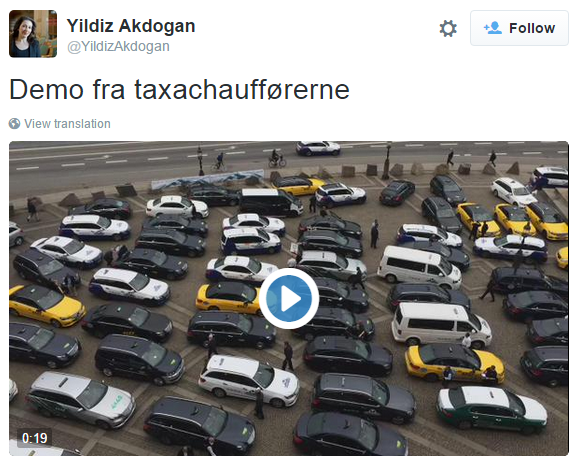 Yildiz Akdogan
@YildizAkdogan
Follow
Demo fra taxachaufførerne
View translation
0:19